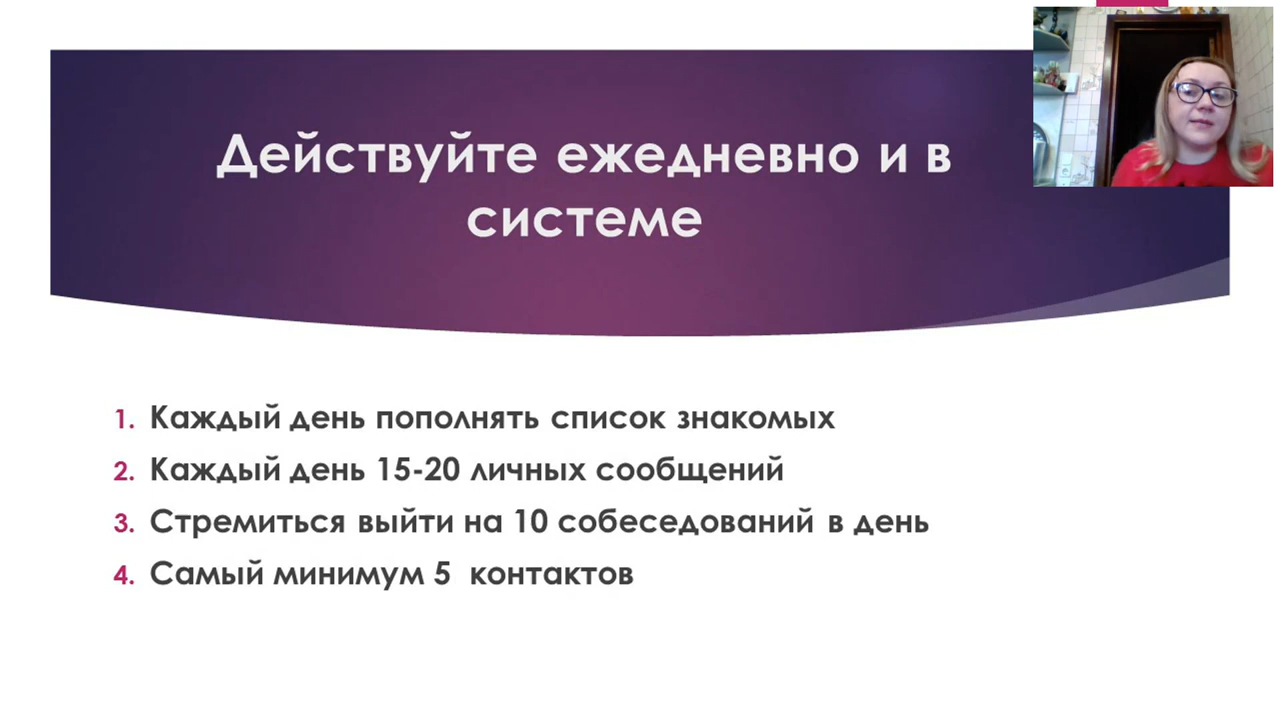 Действуйте ежедневно и в
системе
1. Каждый день пополнять список знакомых
2. Каждый день 15-20 личных сообщений
3. Стремиться выйти на 10 собеседований в день
4. Самый минимум 5 контактов